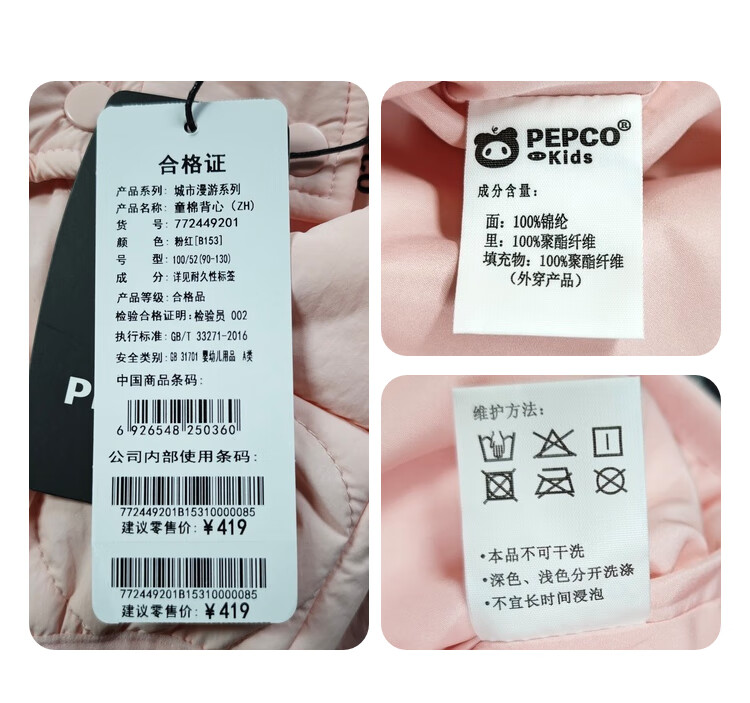 合格证
产品系列: 城市漫游系列
产品名称: 童棉背心 (ZH)
货 号: 772449201
颜 色: 粉红[B153]
号 型: 100/52(90-130)
成 分: 详见耐久性标签
产品等级: 合格品
检验合格证明: 检验员 002
执行标准: GB/T 33271-2016
安全类别: GB 31701 婴幼儿用品 A类
中国商品条码:
6 926548 250360
公司内部使用条码:
772449201B15310000085
建议零售价: ¥419
772449201B15310000085
建议零售价: ¥419
PEPCO®
Kids
成分含量:
面: 100%锦纶
里: 100%聚酯纤维
填充物: 100%聚酯纤维
(外穿产品)
维护方法:
•本品不可干洗
•深色、浅色分开洗涤
•不宜长时间浸泡